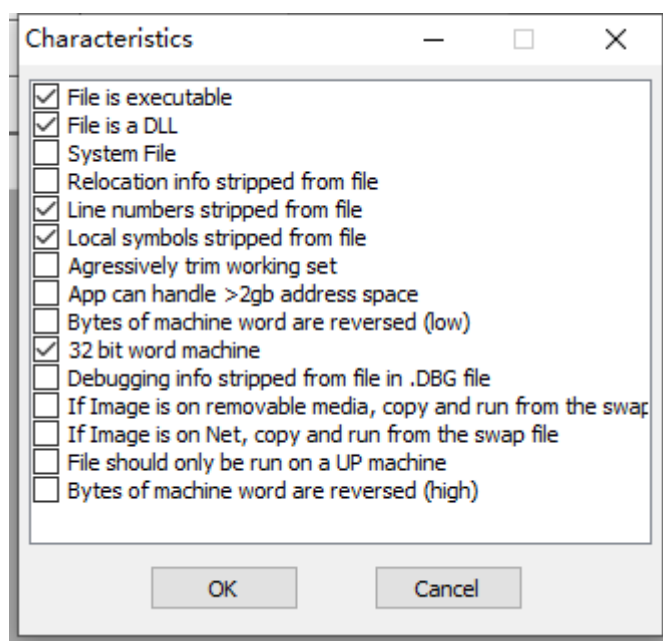 Characteristics
File is executable
File is a DLL
System File
Relocation info stripped from file
Line numbers stripped from file
Local symbols stripped from file
Agressively trim working set
App can handle >2gb address space
Bytes of machine word are reversed (low)
32 bit word machine
Debugging info stripped from file in .DBG file
If Image is on removable media, copy and run from the swap
If Image is on Net, copy and run from the swap file
File should only be run on a UP machine
Bytes of machine word are reversed (high)
OK
Cancel